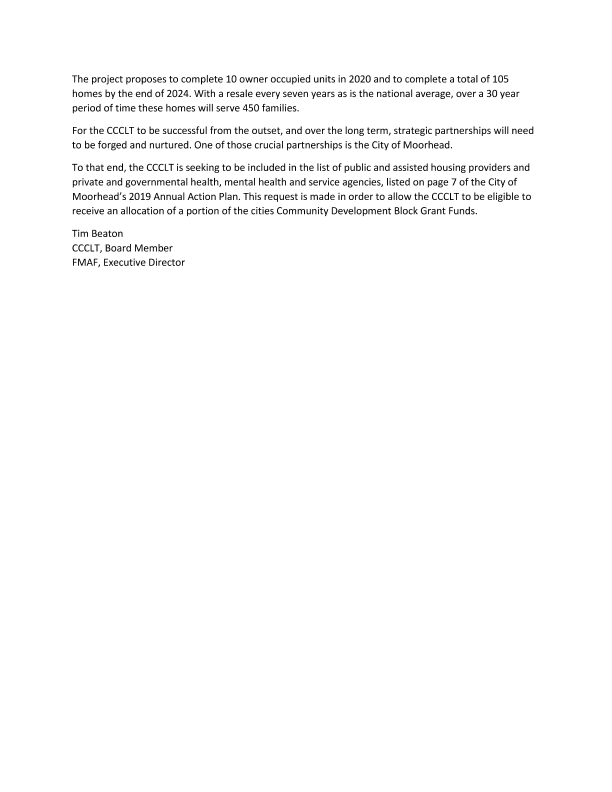 The project proposes to complete 10 owner occupied units in 2020 and to complete a total of 105
homes by the end of 2024. With a resale every seven years as is the national average, over a 30 year
period of time these homes will serve 450 families.
For the CCCLT to be successful from the outset, and over the long term, strategic partnerships will need
to be forged and nurtured. One of those crucial partnerships is the City of Moorhead.
To that end, the CCCLT is seeking to be included in the list of public and assisted housing providers and
private and governmental health, mental health and service agencies, listed on page 7 of the City of
Moorhead’s 2019 Annual Action Plan. This request is made in order to allow the CCCLT to be eligible to
receive an allocation of a portion of the cities Community Development Block Grant Funds.
Tim Beaton
CCCLT, Board Member
FMAF, Executive Director